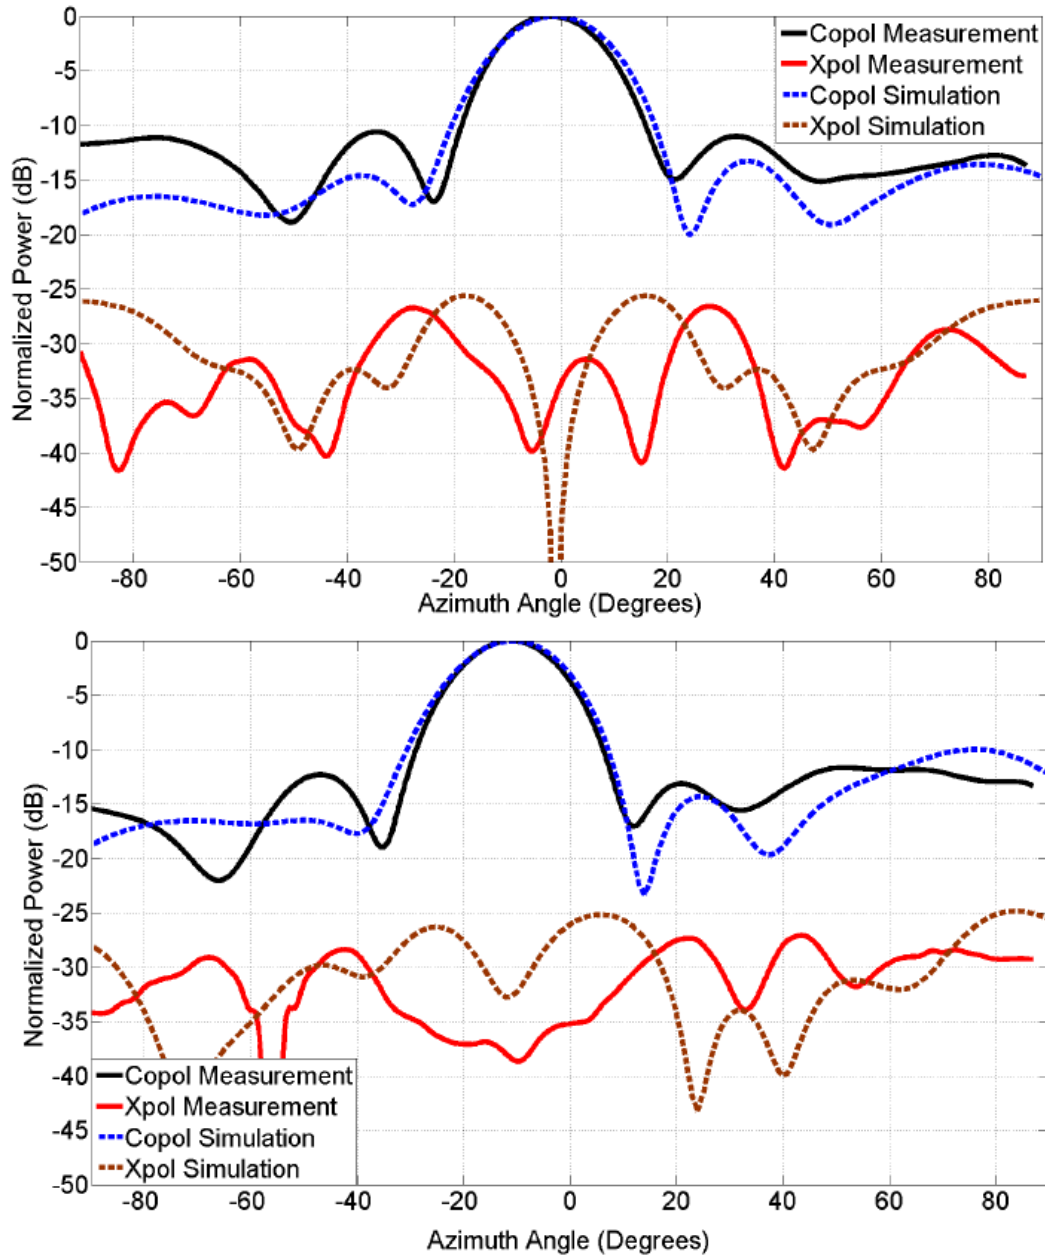 0
-5
-10
-15
-20
-25
-30
-35
-40
-45
-50
Normalized Power (dB)
Copol Measurement
Xpol Measurement
Copol Simulation
Xpol Simulation
-80 -60 -40 -20 0 20 40 60 80
Azimuth Angle (Degrees)
0
-5
-10
-15
-20
-25
-30
-35
-40
-45
-50
Normalized Power (dB)
Copol Measurement
Xpol Measurement
Copol Simulation
Xpol Simulation
-80 -60 -40 -20 0 20 40 60 80
Azimuth Angle (Degrees)